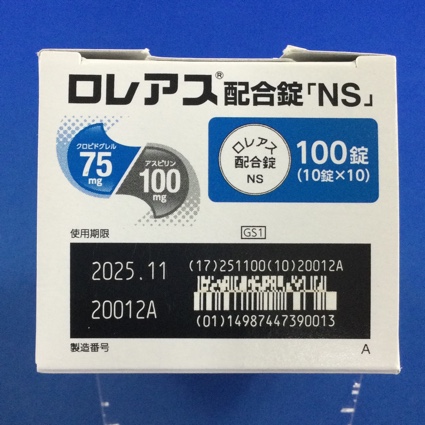 ロレアス®配合錠「NS」
クロピドグレル
75
mg
アスピリン
100
mg
ロレアス
配合錠
NS
100錠
(10錠×10)
使用期限
GS1
2025.11
(17)251100(10)20012A
20012A
(01)14987447390013
製造番号
A